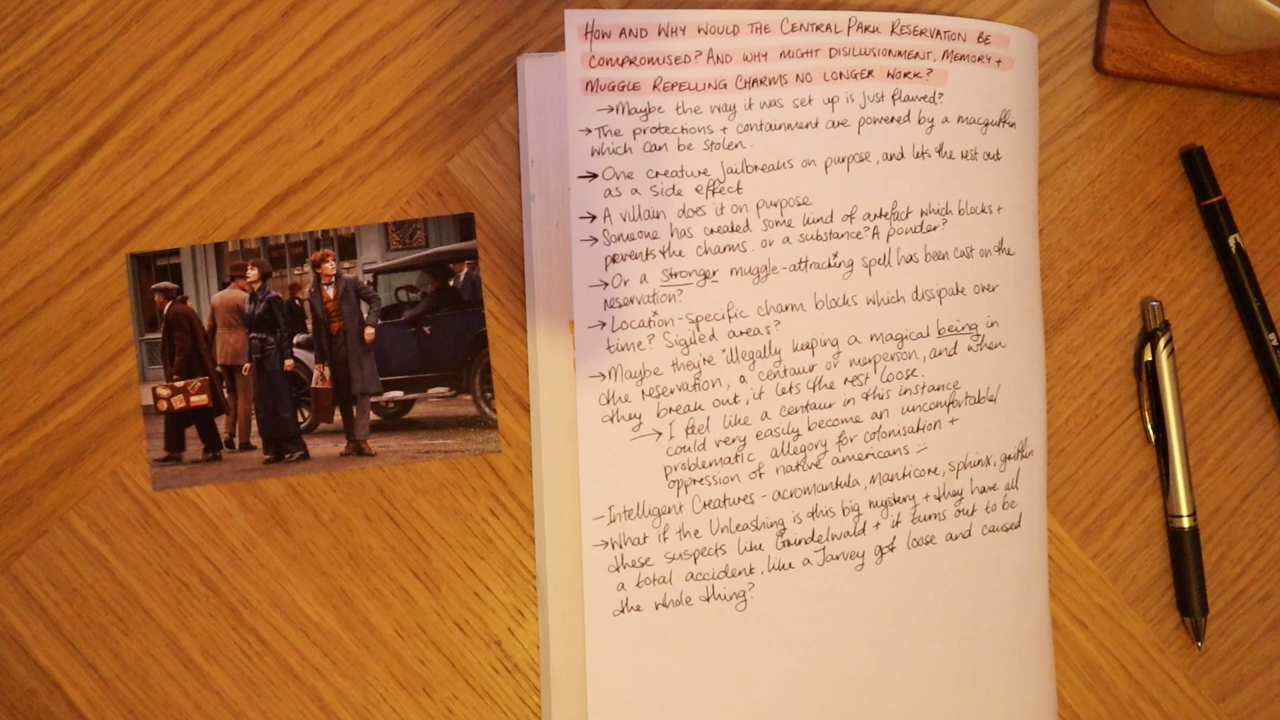 HOW AND WHY WOULD THE CENTRAL PARK RESERVATION BE
COMPROMISED? AND WHY MIGHT DISILLUSIONMENT, MEMORY +
MUGGLE REPELLING CHARMS NO LONGER WORK?
→ Maybe the way it was set up is just flawed?
→ The protections + containment are powered by a macguffin
which can be stolen.
→ One creature jailbreaks on purpose, and lets the rest out
as a side effect
→ A villain does it on purpose
→ Someone has created some kind of artefact which blocks +
prevents the charms. or a substance? A powder?
→ Or a stronger muggle-attracting spell has been cast on the
reservation?
→ Location-specific charm blocks which dissipate over
time? Sigiled areas?
→ Maybe they're illegally keeping a magical being in
the reservation, a centaur or merperson, and when
they break out, it lets the rest loose.
→ I feel like a centaur in this instance
could very easily become an uncomfortable/
problematic allegory for colonisation +
oppression of native americans :-
- Intelligent Creatures - acromantula, manticore, sphinx, griffin
→ What if the Unleashing is this big mystery + they have all
these suspects like Grindelwald + it turns out to be
a total accident, like a Jarvey got loose and caused
the whole thing?